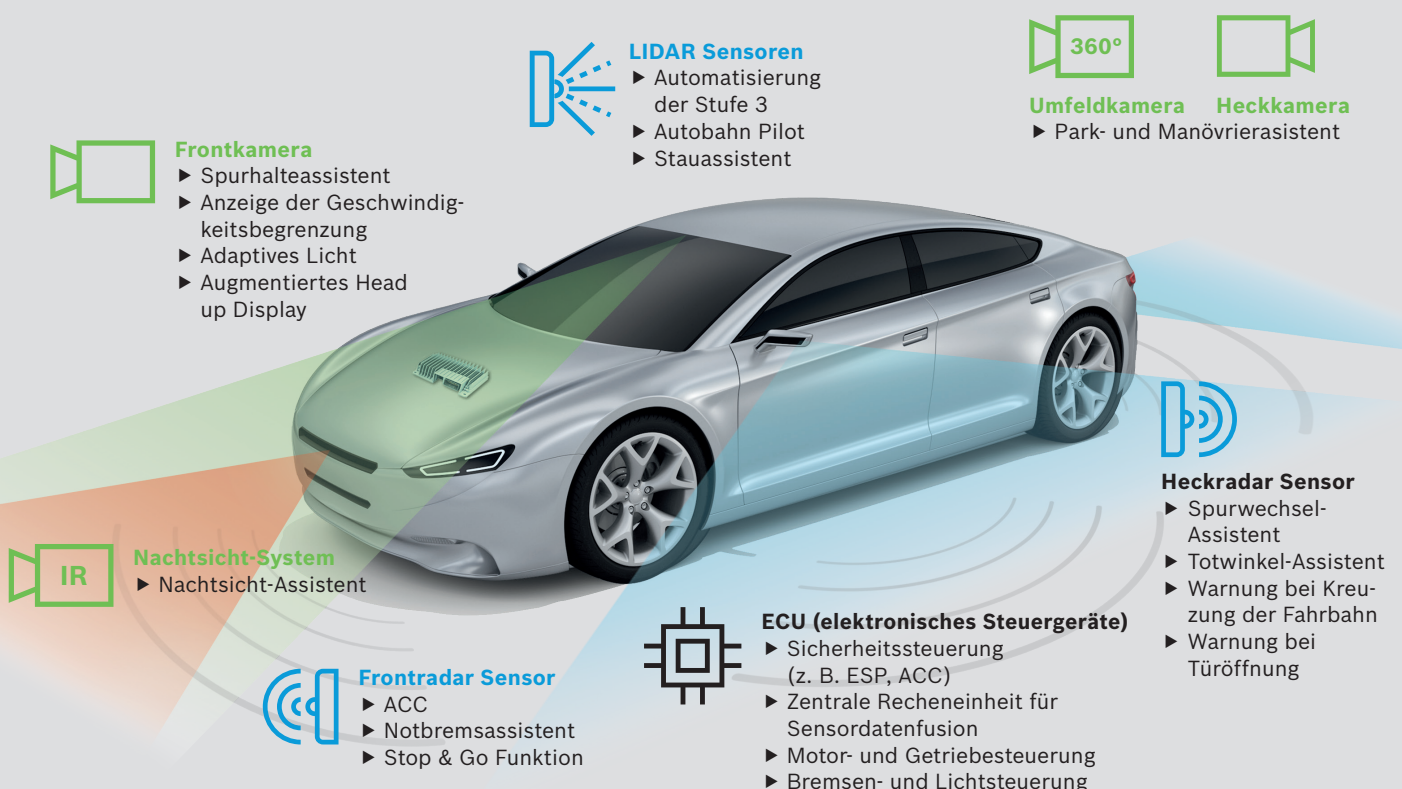 LIDAR Sensoren
▶ Automatisierung
der Stufe 3
▶ Autobahn Pilot
▶ Stauassistent
360°
Umfeldkamera Heckkamera
▶ Park- und Manövrierasistent
Frontkamera
▶ Spurhalteassistent
▶ Anzeige der Geschwindig-
keitsbegrenzung
▶ Adaptives Licht
▶ Augmentiertes Head
up Display
IR
Nachtsicht-System
▶ Nachtsicht-Assistent
Frontradar Sensor
▶ ACC
▶ Notbremsassistent
▶ Stop & Go Funktion
ECU (elektronisches Steuergeräte)
▶ Sicherheitssteuerung
(z. B. ESP, ACC)
▶ Zentrale Recheneinheit für
Sensordatenfusion
▶ Motor- und Getriebesteuerung
▶ Bremsen- und Lichtsteuerung
Heckradar Sensor
▶ Spurwechsel-
Assistent
▶ Totwinkel-Assistent
▶ Warnung bei Kreu-
zung der Fahrbahn
▶ Warnung bei
Türöffnung